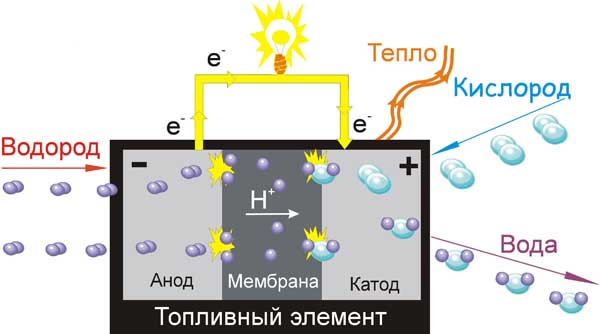 e⁻
Тепло
Кислород
e⁻
e⁻
Водород
-
+
H⁺
Вода
Анод
Мембрана
Катод
Топливный элемент